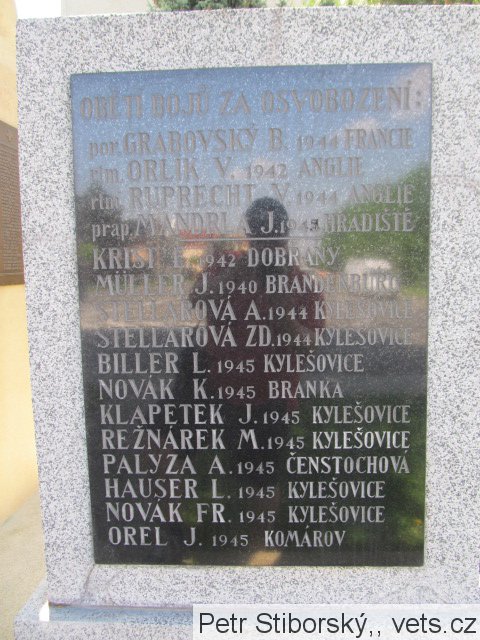 OBĚTÍ BOJŮ ZA OSVOBOZENÍ:
por. GRABOVSKÝ B. 1944 FRANCIE
rtm. ORLÍK V. 1942 ANGLIE
rtm. RUPRECHT V. 1944 ANGLIE
prap. MANDRLA J. 1945 HRADIŠTĚ
KRIST E. 1942 DOBŘANY
MÜLLER J. 1940 BRANDENBURG
STELLAROVÁ A. 1944 KYLEŠOVICE
STELLAROVÁ ZD. 1944 KYLEŠOVICE
BILLER L. 1945 KYLEŠOVICE
NOVÁK K. 1945 BRANKA
KLAPETEK J. 1945 KYLEŠOVICE
REŽNÁREK M. 1945 KYLEŠOVICE
PALYZA A. 1945 ČENSTOCHOVÁ
HAUSER L. 1945 KYLEŠOVICE
NOVÁK FR. 1945 KYLEŠOVICE
OREL J. 1945 KOMÁROV
Petr Stiborský,, vets.cz